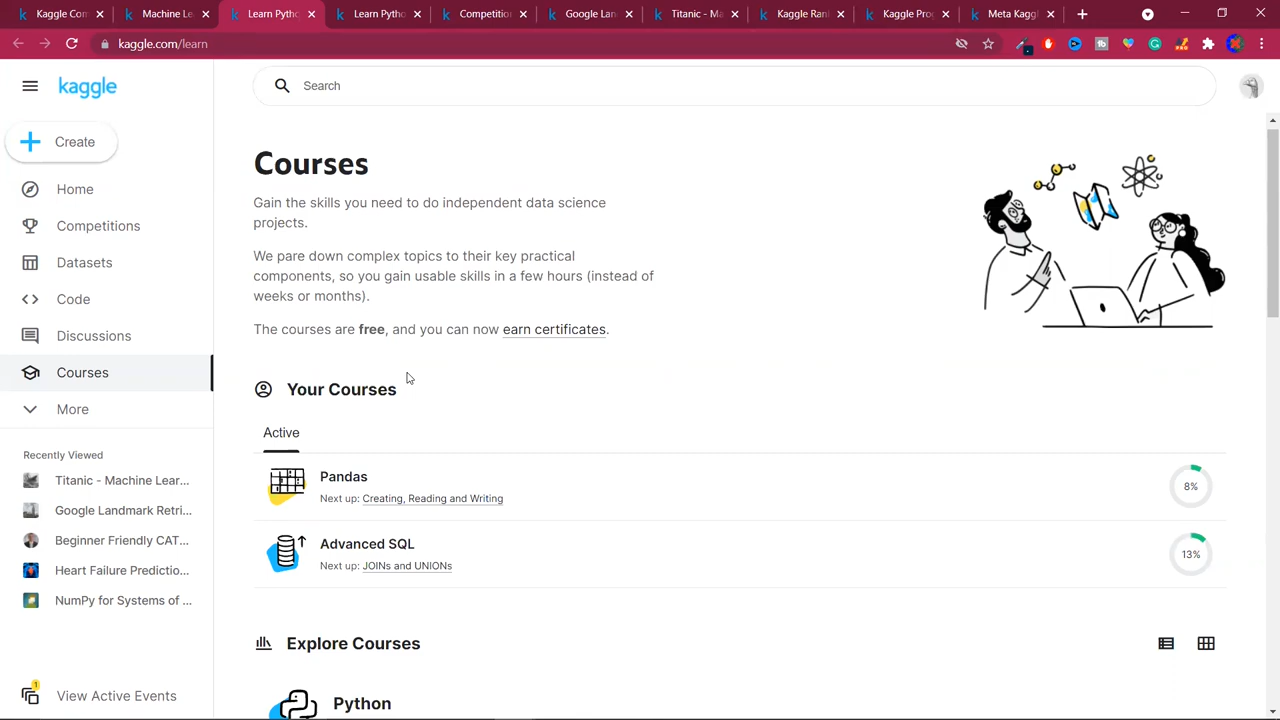 Kaggle Com
Machine Le
Learn Pytho
Learn Pytho
Competition
Google Lan
Titanic - Ma
Kaggle Ran
Kaggle Pro
Meta Kaggl
kaggle.com/learn
kaggle
Search
Create
Home
Competitions
Datasets
Code
Discussions
Courses
More
Recently Viewed
Titanic - Machine Lear...
Google Landmark Retri...
Beginner Friendly CAT...
Heart Failure Predictio...
NumPy for Systems of ...
1
View Active Events
Courses
Gain the skills you need to do independent data science
projects.
We pare down complex topics to their key practical
components, so you gain usable skills in a few hours (instead of
weeks or months).
The courses are free, and you can now earn certificates.
Your Courses
Active
Pandas
Next up: Creating, Reading and Writing
8%
Advanced SQL
Next up: JOINs and UNIONs
13%
Explore Courses
Python